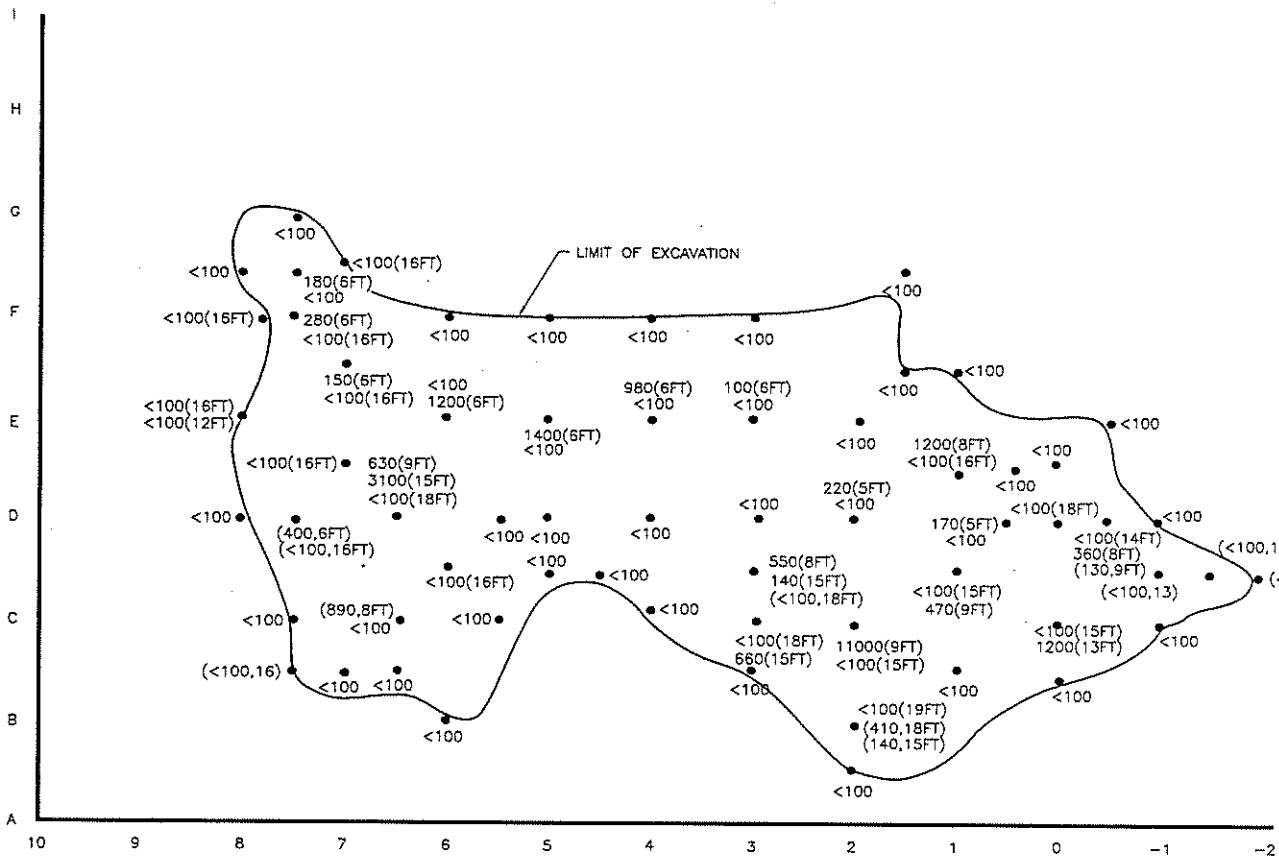 I
H
G
<100
<100(16FT)
LIMIT OF EXCAVATION
<100
180(6FT)
<100
<100
F
<100(16FT)
280(6FT)
<100(16FT)
<100
<100
<100
<100
150(6FT)
<100(16FT)
<100
1200(6FT)
980(6FT)
<100
100(6FT)
<100
<100
<100
E
<100(16FT)
<100(12FT)
1400(6FT)
<100
<100
<100
<100(16FT)
630(9FT)
3100(15FT)
<100(18FT)
1200(8FT)
<100(16FT)
<100
<100
D
<100
(400,6FT)
(<100,16FT)
<100
<100
<100
<100
220(5FT)
<100
170(5FT)
<100
<100(18FT)
<100
<100(14FT)
360(8FT)
(130,9FT)
(<100,1
<100(16FT)
<100
<100
550(8FT)
140(15FT)
(<100,18FT)
<100(15FT)
470(9FT)
(<100,13)
(<
C
<100
(890,8FT)
<100
<100
<100
<100(18FT)
660(15FT)
11000(9FT)
<100(15FT)
<100(15FT)
1200(13FT)
<100
(<100,16)
<100
<100
<100
<100
<100
B
<100
<100(19FT)
(410,18FT)
(140,15FT)
<100
A
10 9 8 7 6 5 4 3 2 1 0 -1 -2